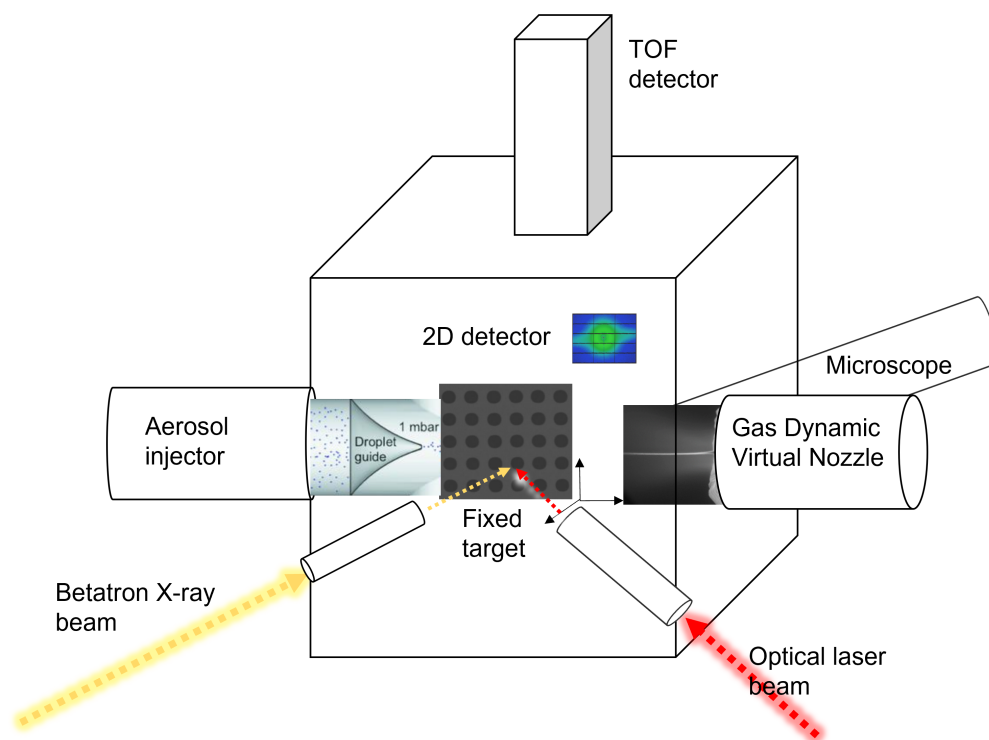 TOF
detector
2D detector
Microscope
Aerosol
injector
1 mbar
Droplet
guide
Gas Dynamic
Virtual Nozzle
Fixed
target
Betatron X-ray
beam
Optical laser
beam